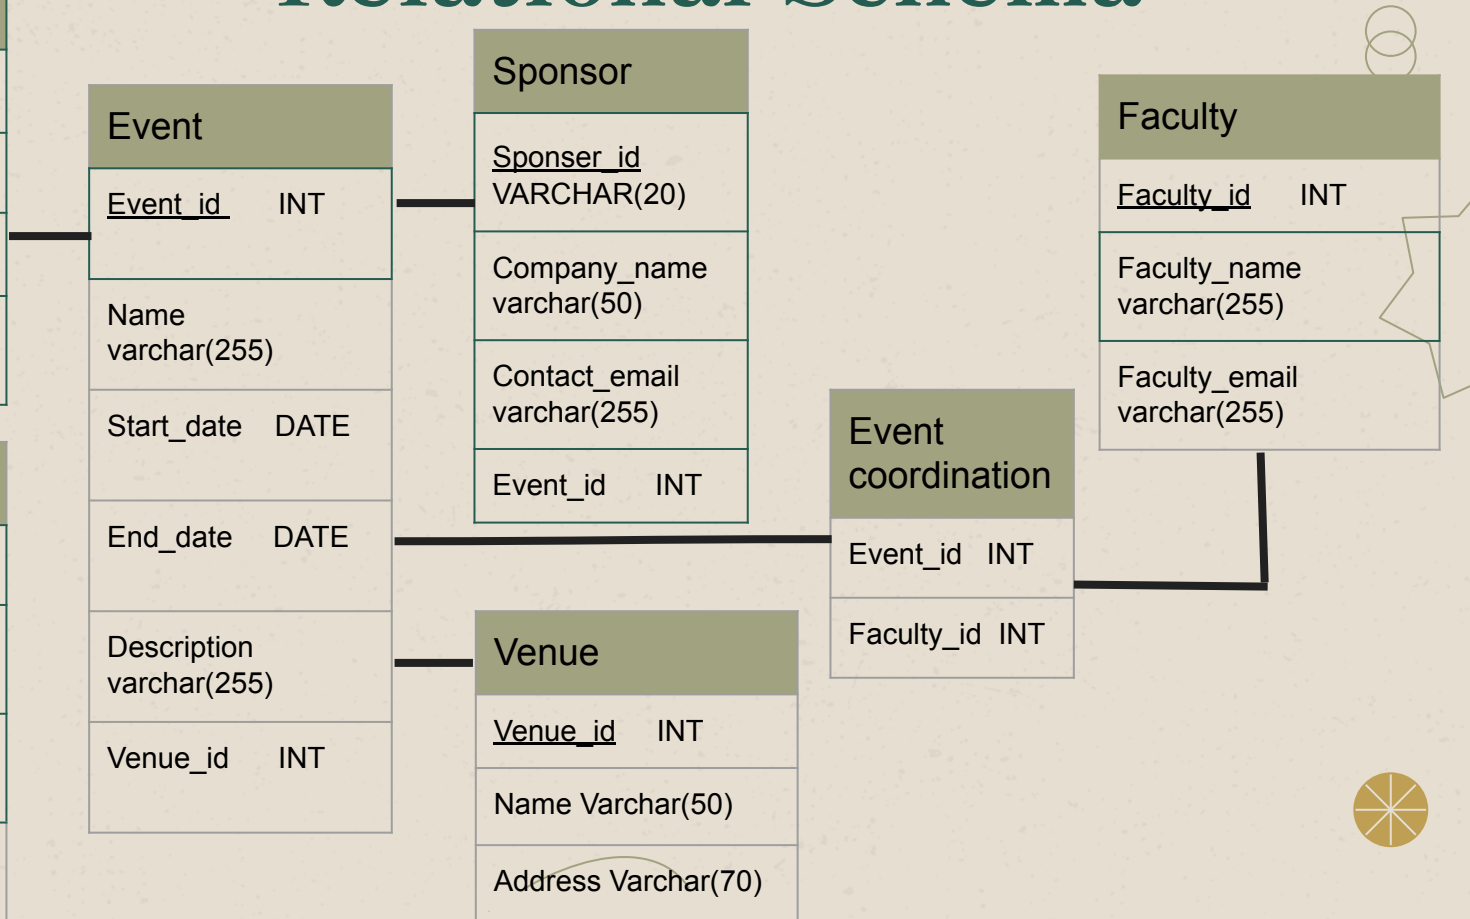 Relational Schema
Event
Event_id INT
Name
varchar(255)
Start_date DATE
End_date DATE
Description
varchar(255)
Venue_id INT
Sponsor
Sponser_id
VARCHAR(20)
Company_name
varchar(50)
Contact_email
varchar(255)
Event_id INT
Venue
Venue_id INT
Name Varchar(50)
Address Varchar(70)
Event
coordination
Event_id INT
Faculty_id INT
Faculty
Faculty_id INT
Faculty_name
varchar(255)
Faculty_email
varchar(255)